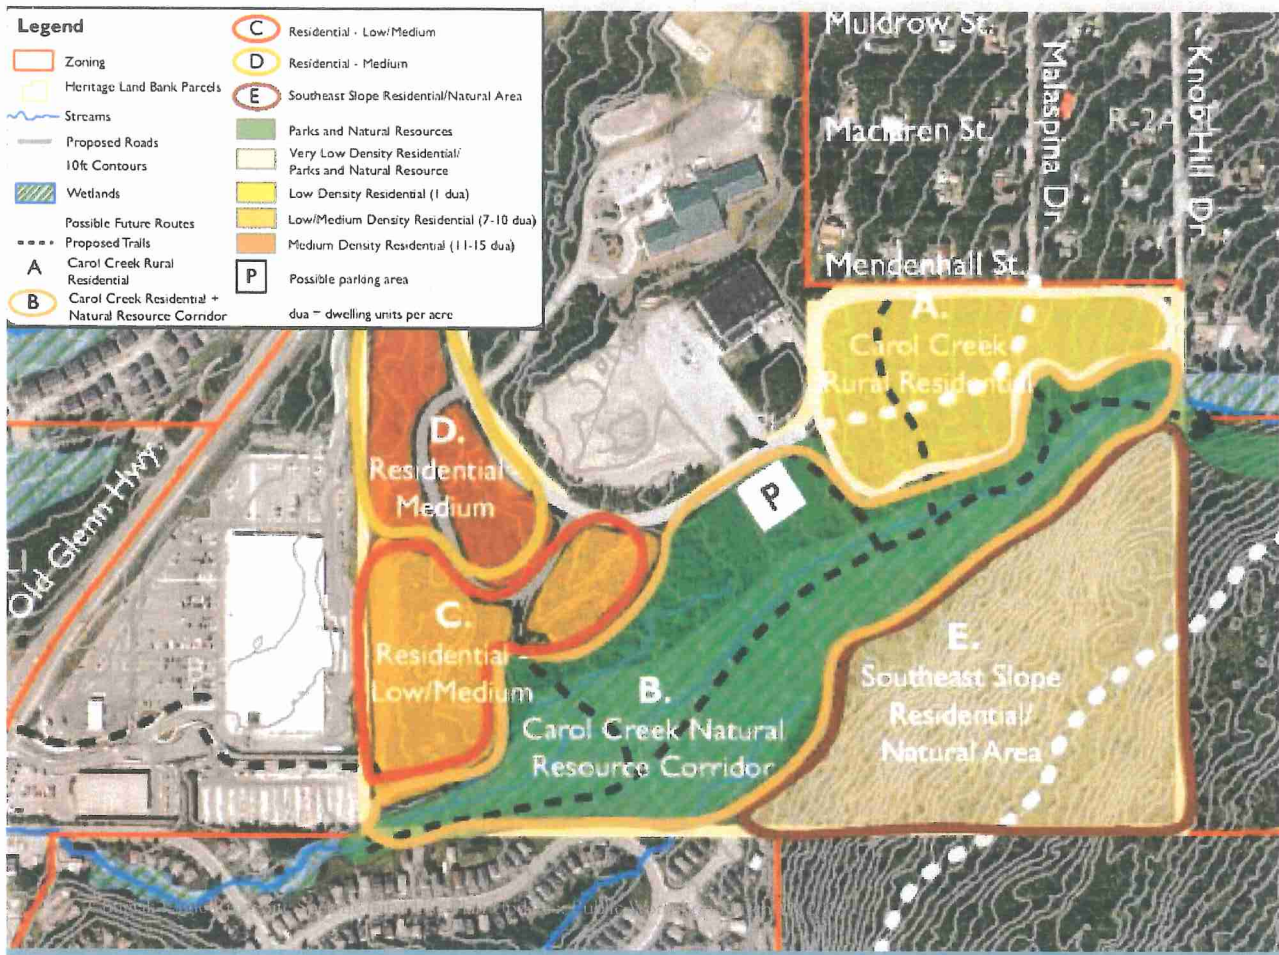 Legend
Zoning
Heritage Land Bank Parcels
Streams
Proposed Roads
10ft Contours
Wetlands
Possible Future Routes
Proposed Trails
A
Carol Creek Rural
Residential
B
Carol Creek Residential +
Natural Resource Corridor
C
Residential - Low/Medium
D
Residential - Medium
E
Southeast Slope Residential/Natural Area
Parks and Natural Resources
Very Low Density Residential/
Parks and Natural Resource
Low Density Residential (1 dua)
Low/Medium Density Residential (7-10 dua)
Medium Density Residential (11-15 dua)
P
Possible parking area
dua = dwelling units per acre
Muldrow St.
Maclaren St.
Mendenhall St.
Malaspina Dr.
Knob Hill Dr.
R-2A
Old Glenn Hwy.
A.
Carol Creek
Rural Residential
D.
Residential-
Medium
P
C.
Residential -
Low/Medium
B.
Carol Creek Natural
Resource Corridor
E.
Southeast Slope
Residential/
Natural Area